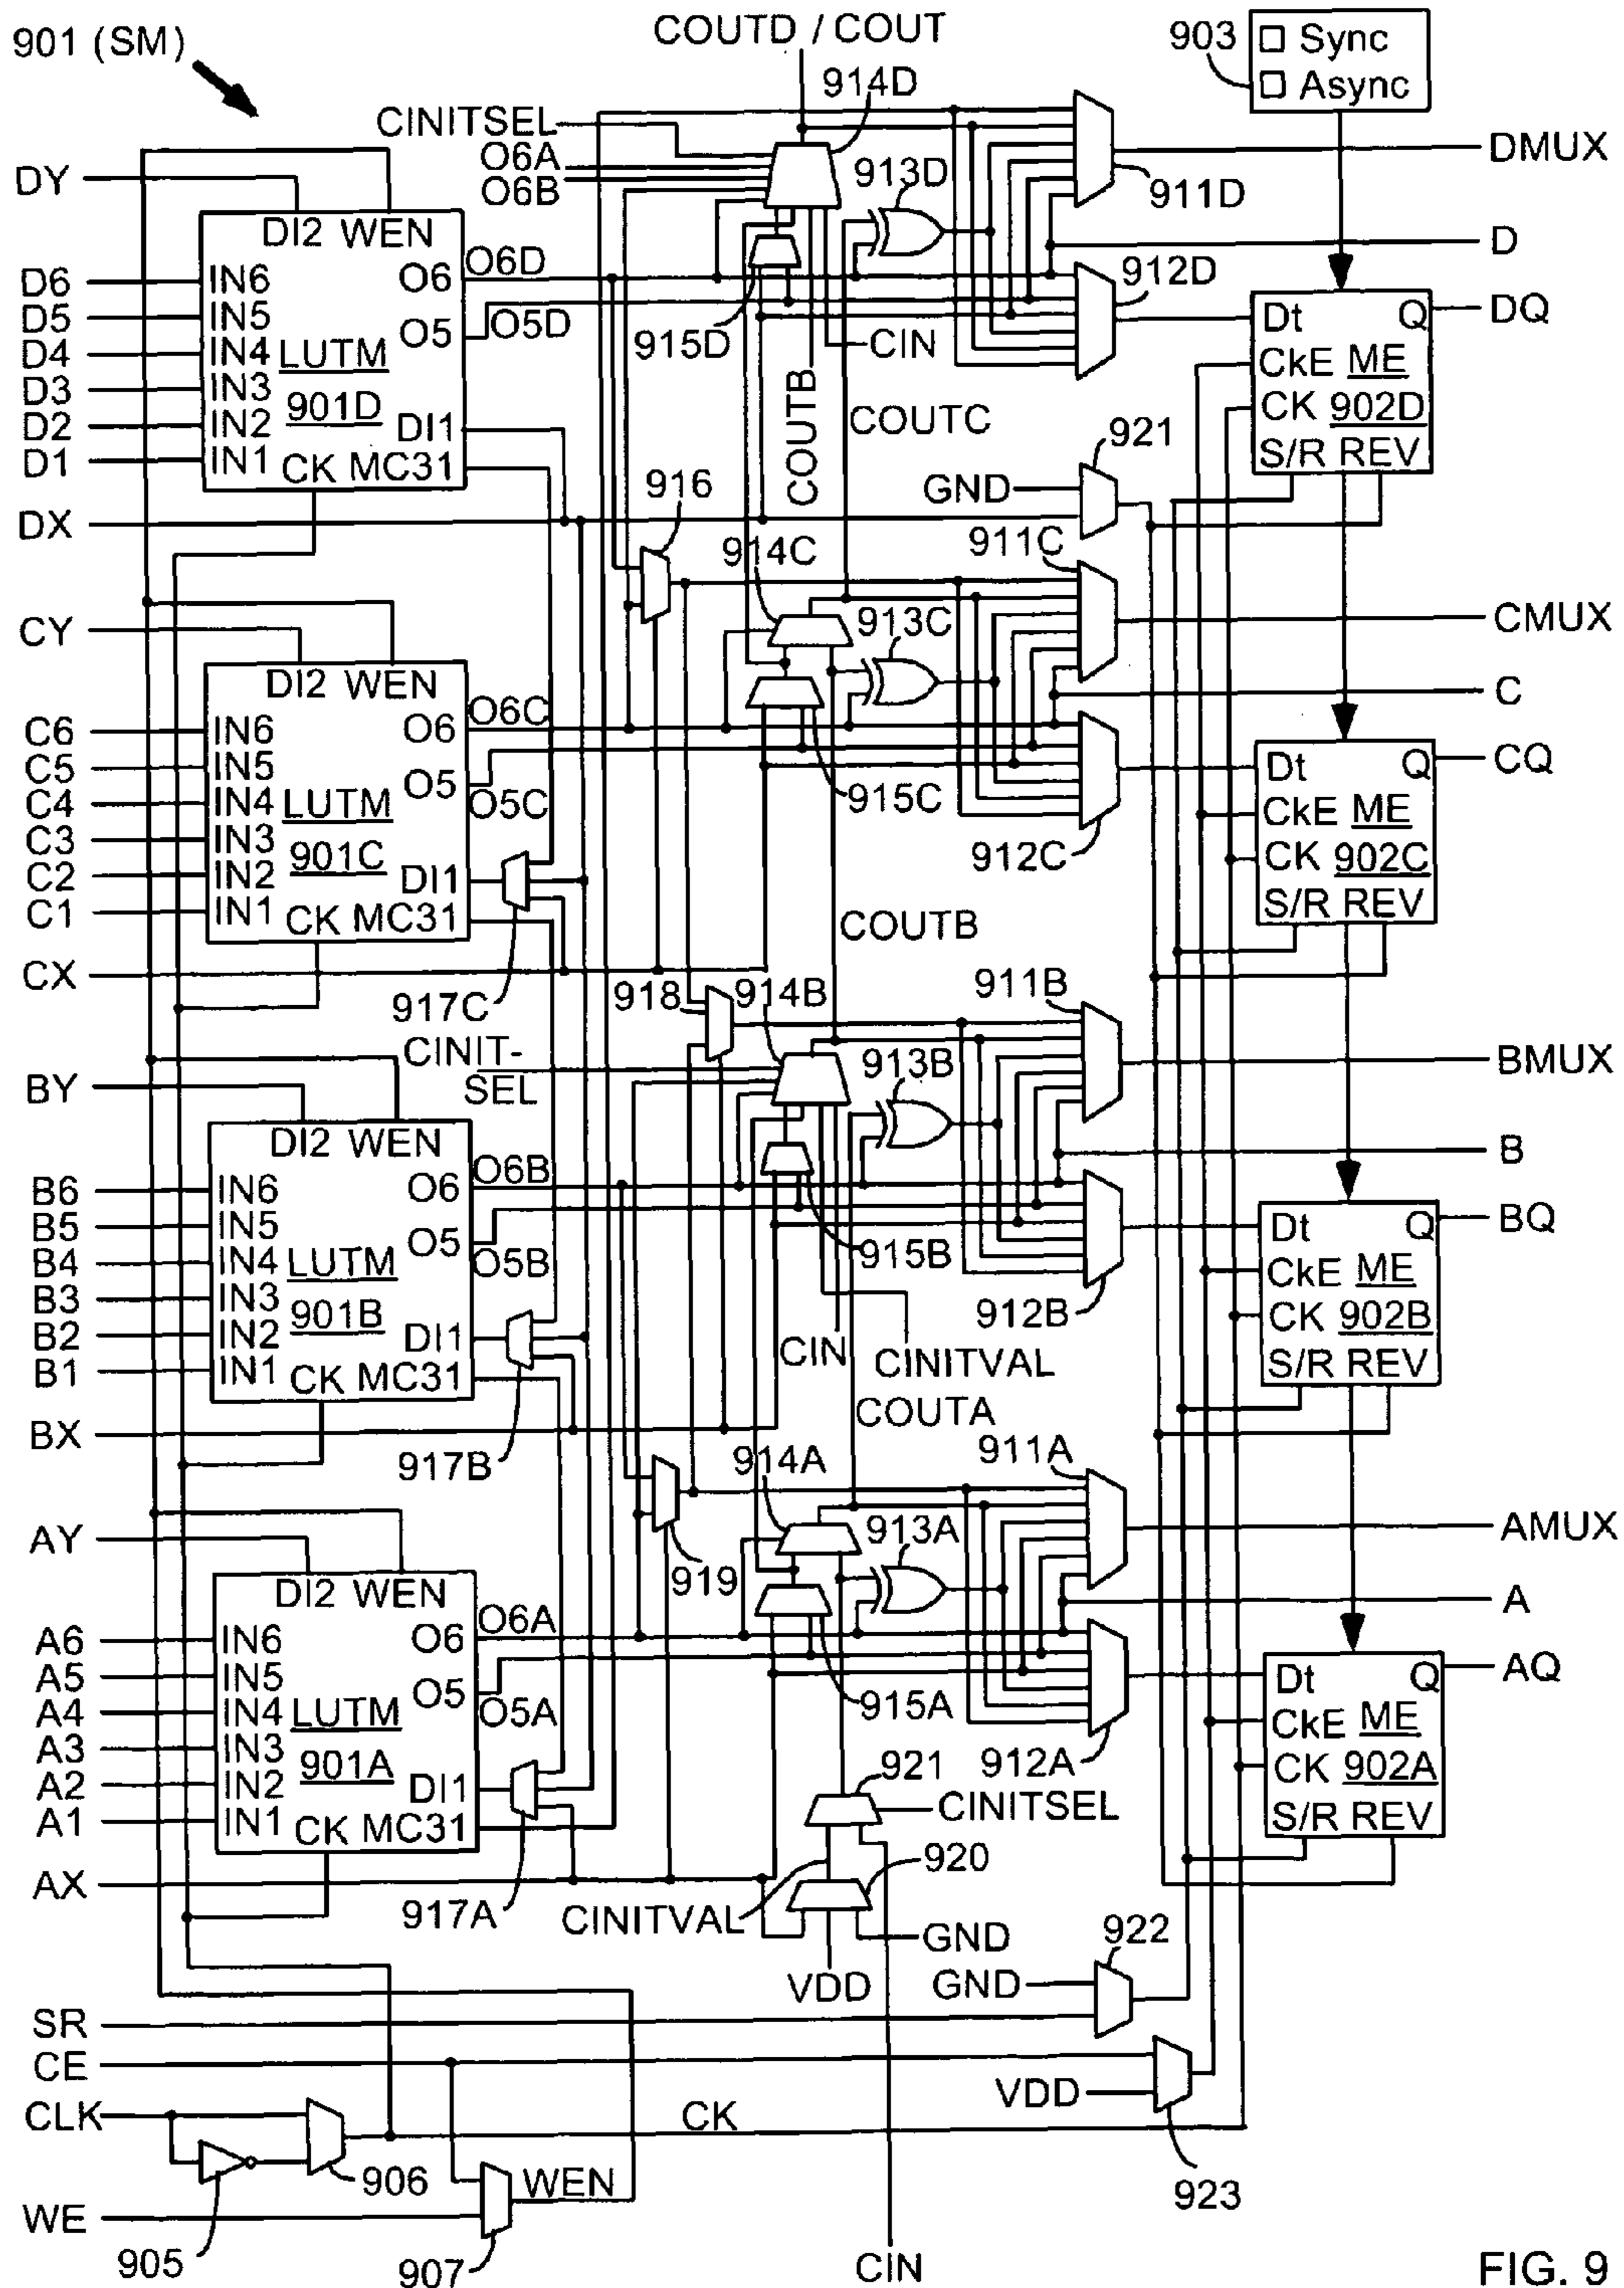 901 (SM)
COUTD / COUT
903
Sync
Async
914D
CINITSEL
O6A
O6B
913D
DMUX
911D
DY
DI2 WEN
D
O6
O6D
D6
IN6
912D
D5
IN5
O5
O5D
Dt
Q
DQ
D4
IN4
LUTM
915D
CIN
CkE
ME
D3
IN3
901D
COUTB
COUTC
CK
902D
D2
IN2
DI1
921
S/R REV
D1
IN1
CK MC31
916
GND
DX
914C
911C
CY
913C
CMUX
DI2 WEN
C
O6C
C6
IN6
O6
C5
IN5
Dt
Q
CQ
C4
IN4
LUTM
O5
O5C
915C
CkE
ME
C3
IN3
912C
CK
902C
C2
IN2
901C
DI1
S/R REV
C1
IN1
CK MC31
COUTB
CX
917C
918
914B
911B
CINIT-
SEL
913B
BMUX
BY
DI2 WEN
B
O6B
B6
IN6
O6
B5
IN5
O5
O5B
915B
Dt
Q
BQ
B4
IN4
LUTM
CkE
ME
B3
IN3
901B
912B
CK
902B
B2
IN2
DI1
CIN
CINITVAL
S/R REV
B1
IN1
CK MC31
COUTA
BX
917B
914A
911A
913A
AMUX
AY
919
DI2 WEN
A
O6A
A6
IN6
O6
A5
IN5
O5
O5A
915A
Dt
Q
AQ
A4
IN4
LUTM
CkE
ME
A3
IN3
912A
CK
902A
A2
IN2
901A
DI1
921
CINITSEL
S/R REV
A1
IN1
CK MC31
920
AX
917A
CINITVAL
GND
922
VDD
GND
SR
CE
VDD
CLK
CK
906
WEN
923
WE
905
907
CIN
FIG. 9